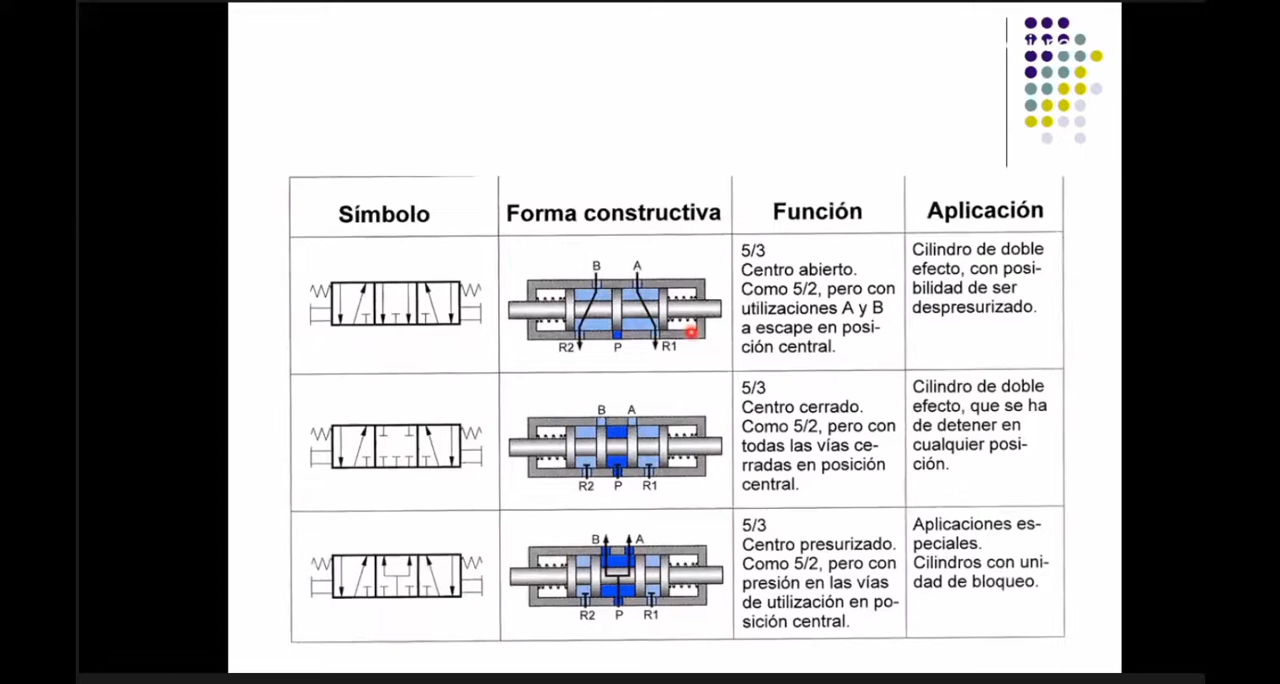 Símbolo
Forma constructiva
Función
Aplicación
B A
R2 P R1
5/3
Centro abierto.
Como 5/2, pero con
utilizaciones A y B
a escape en posi-
ción central.
Cilindro de doble
efecto, con posi-
bilidad de ser
despresurizado.
B A
R2 P R1
5/3
Centro cerrado.
Como 5/2, pero con
todas las vías ce-
rradas en posición
central.
Cilindro de doble
efecto, que se ha
de detener en
cualquier posi-
ción.
B A
R2 P R1
5/3
Centro presurizado.
Como 5/2, pero con
presión en las vías
de utilización en po-
sición central.
Aplicaciones es-
peciales.
Cilindros con uni-
dad de bloqueo.